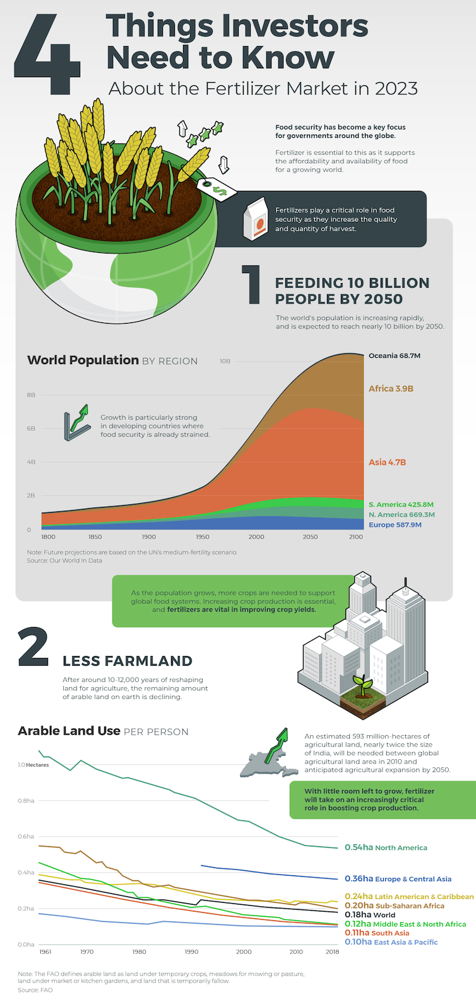 4
Things Investors
Need to Know
About the Fertilizer Market in 2023
Food security has become a key focus
for governments around the globe.
Fertilizer is essential to this as it supports
the affordability and availability of food
for a growing world.
$
Fertilizers play a critical role in food
security as they increase the quality
and quantity of harvest.
1
FEEDING 10 BILLION
PEOPLE BY 2050
The world's population is increasing rapidly,
and is expected to reach nearly 10 billion by 2050.
World Population BY REGION
10B
8B
6B
4B
2B
0
Growth is particularly strong
in developing countries where
food security is already strained.
Oceania 68.7M
Africa 3.9B
Asia 4.7B
S. America 425.8M
N. America 669.3M
Europe 587.9M
1800 1850 1900 1950 2000 2050 2100
Note: Future projections are based on the UN's medium-fertility scenario.
Source: Our World In Data
As the population grows, more crops are needed to support
global food systems. Increasing crop production is essential,
and fertilizers are vital in improving crop yields.
2
LESS FARMLAND
After around 10-12,000 years of reshaping
land for agriculture, the remaining amount
of arable land on earth is declining.
Arable Land Use PER PERSON
An estimated 593 million-hectares of
agricultural land, nearly twice the size
of India, will be needed between global
agricultural land area in 2010 and
anticipated agricultural expansion by 2050.
With little room left to grow, fertilizer
will take on an increasingly critical
role in boosting crop production.
1.0 Hectares
0.8ha
0.6ha
0.4ha
0.2ha
0.0ha
0.54ha North America
0.36ha Europe & Central Asia
0.24ha Latin American & Caribbean
0.20ha Sub-Saharan Africa
0.18ha World
0.12ha Middle East & North Africa
0.11ha South Asia
0.10ha East Asia & Pacific
1961 1970 1980 1990 2000 2010 2018
Note: The FAO defines arable land as land under temporary crops, meadows for mowing or pasture,
land under market or kitchen gardens, and land that is temporarily fallow.
Source: FAO